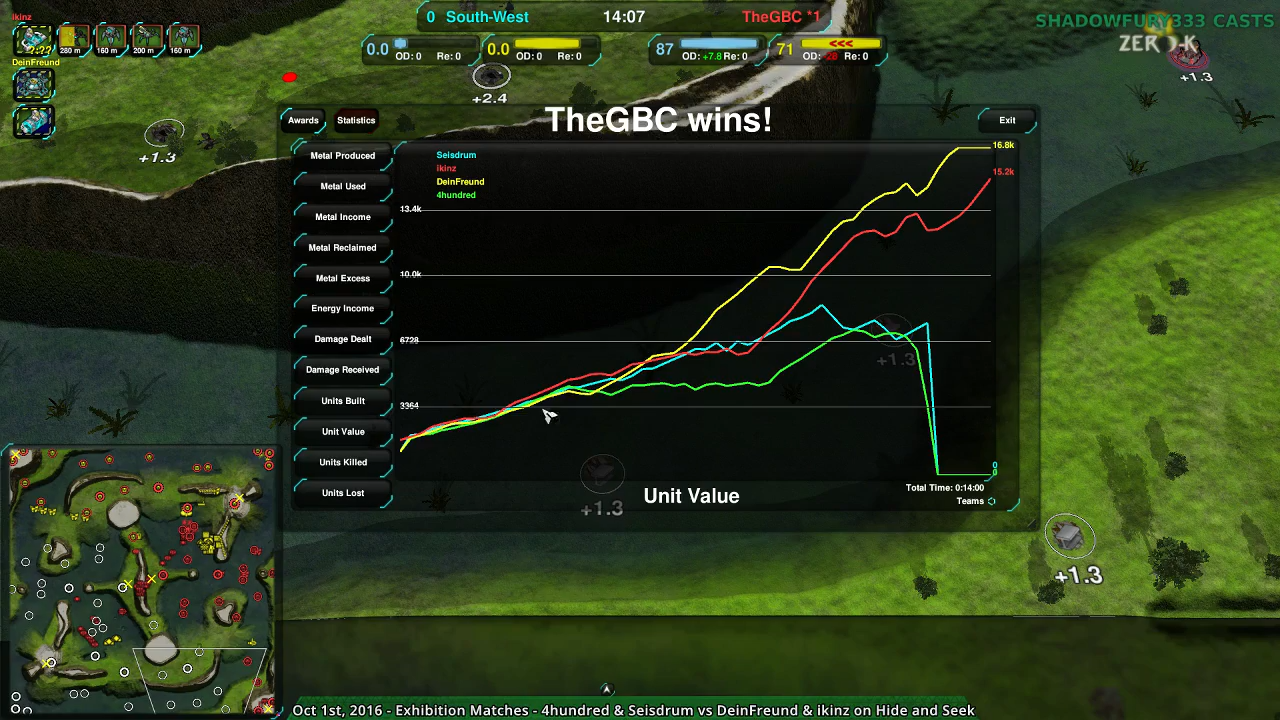 ikinz
280 m
160 m
200 m
160 m
DeinFreund
0 South-West 14:07 TheGBC *1
0.0 OD: 0 Re: 0
0.0 OD: 0 Re: 0
87 OD: +7.8 Re: 0
71 <<< Re: 0
SHADOWFURY333 CASTS
ZERO-K
+1.3
+2.4
+1.3
Awards
Statistics
TheGBC wins!
Exit
Metal Produced
Metal Used
Metal Income
Metal Reclaimed
Metal Excess
Energy Income
Damage Dealt
Damage Received
Units Built
Unit Value
Units Killed
Units Lost
Seisdrum
ikinz
DeinFreund
4hundred
16.8k
15.2k
13.4k
10.0k
6728
3364
0
0
+1.3
+1.3
+1.3
Unit Value
Total Time: 0:14:00
Teams
Oct 1st, 2016 - Exhibition Matches - 4hundred & Seisdrum vs DeinFreund & ikinz on Hide and Seek